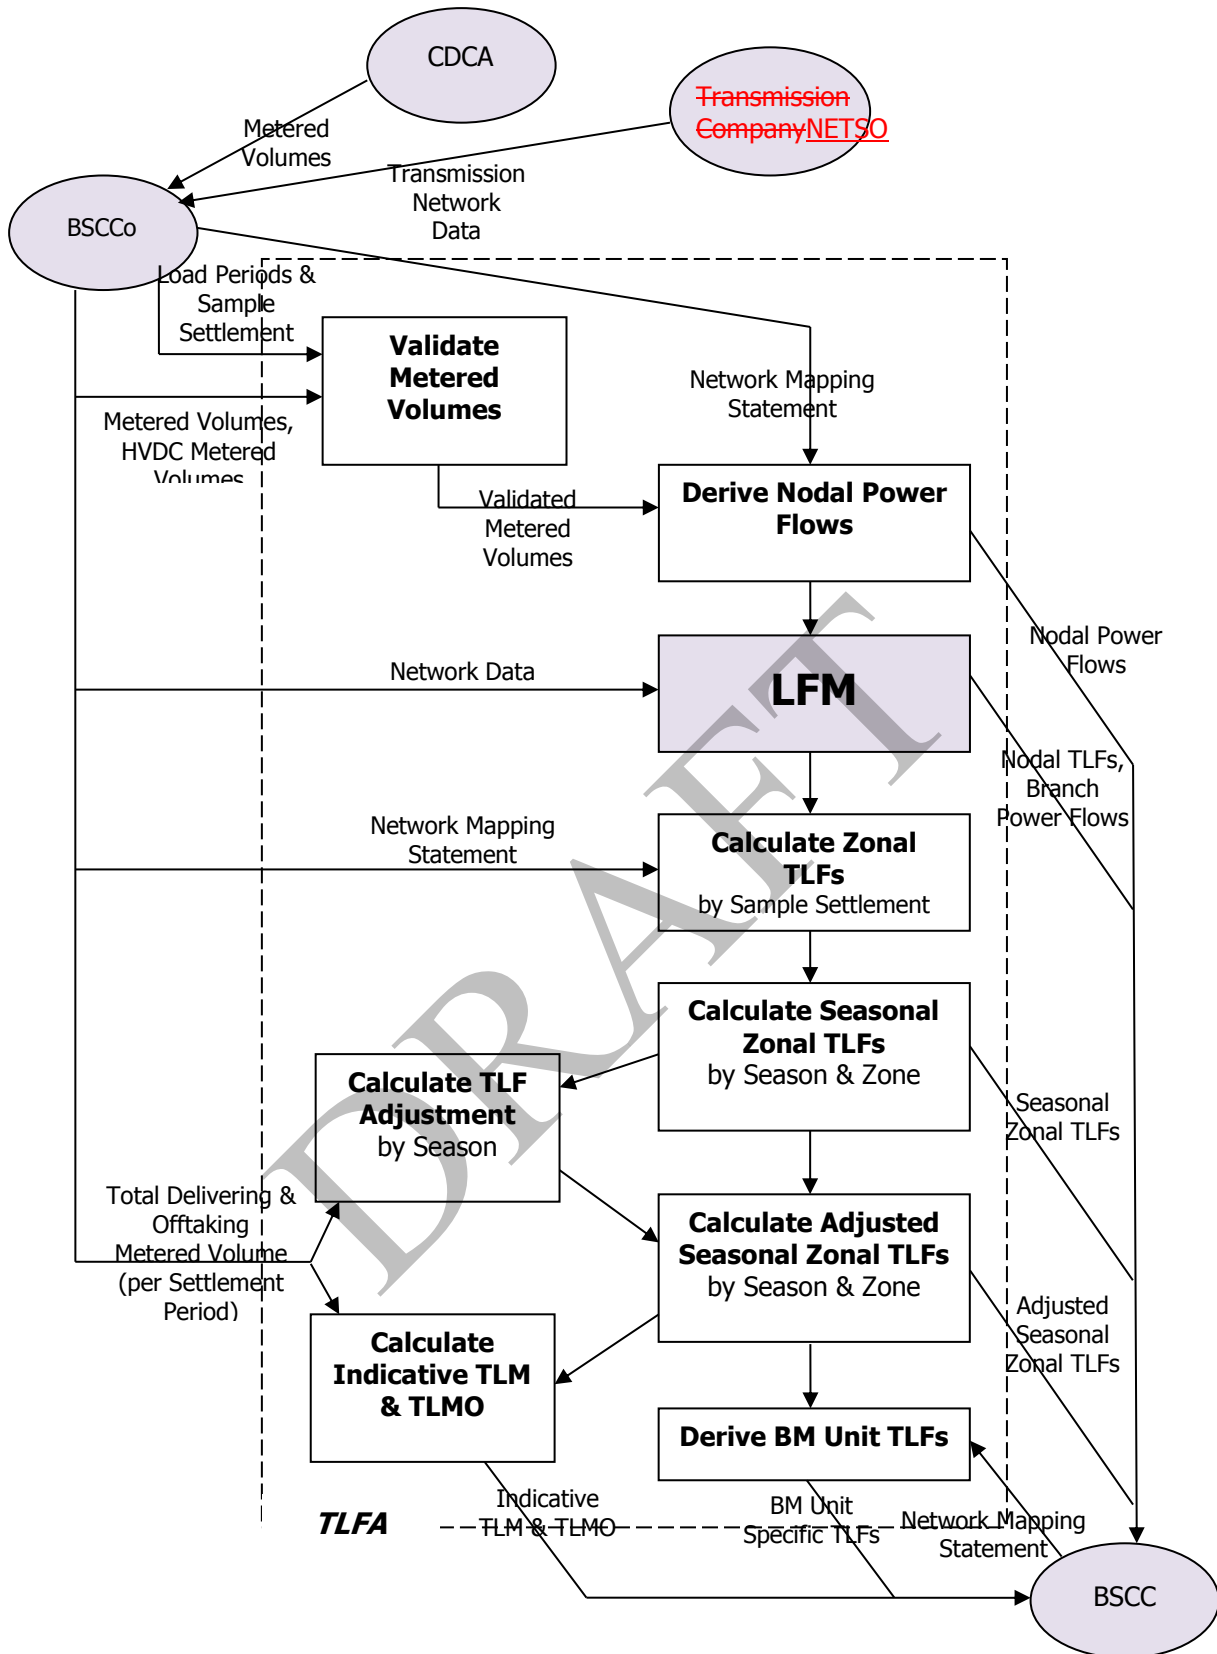 CDCA
Transmission
CompanyNETSO
Metered
Volumes
Transmission
Network
Data
BSCCo
Load Periods &
Sample
Settlement
Validate
Metered
Volumes
Network Mapping
Statement
Metered Volumes,
HVDC Metered
Volumes
Derive Nodal Power
Flows
Validated
Metered
Volumes
Nodal Power
Flows
Network Data
LFM
Nodal TLFs,
Branch
Power Flows
Network Mapping
Statement
Calculate Zonal
TLFs
by Sample Settlement
Calculate Seasonal
Zonal TLFs
by Season & Zone
Calculate TLF
Adjustment
by Season
Seasonal
Zonal TLFs
Total Delivering &
Offtaking
Metered Volume
(per Settlement
Period)
Calculate Adjusted
Seasonal Zonal TLFs
by Season & Zone
Adjusted
Seasonal
Zonal TLFs
Calculate
Indicative TLM
& TLMO
Derive BM Unit TLFs
TLFA
Indicative
TLM & TLMO
BM Unit
Specific TLFs
Network Mapping
Statement
BSCC
DRAFT